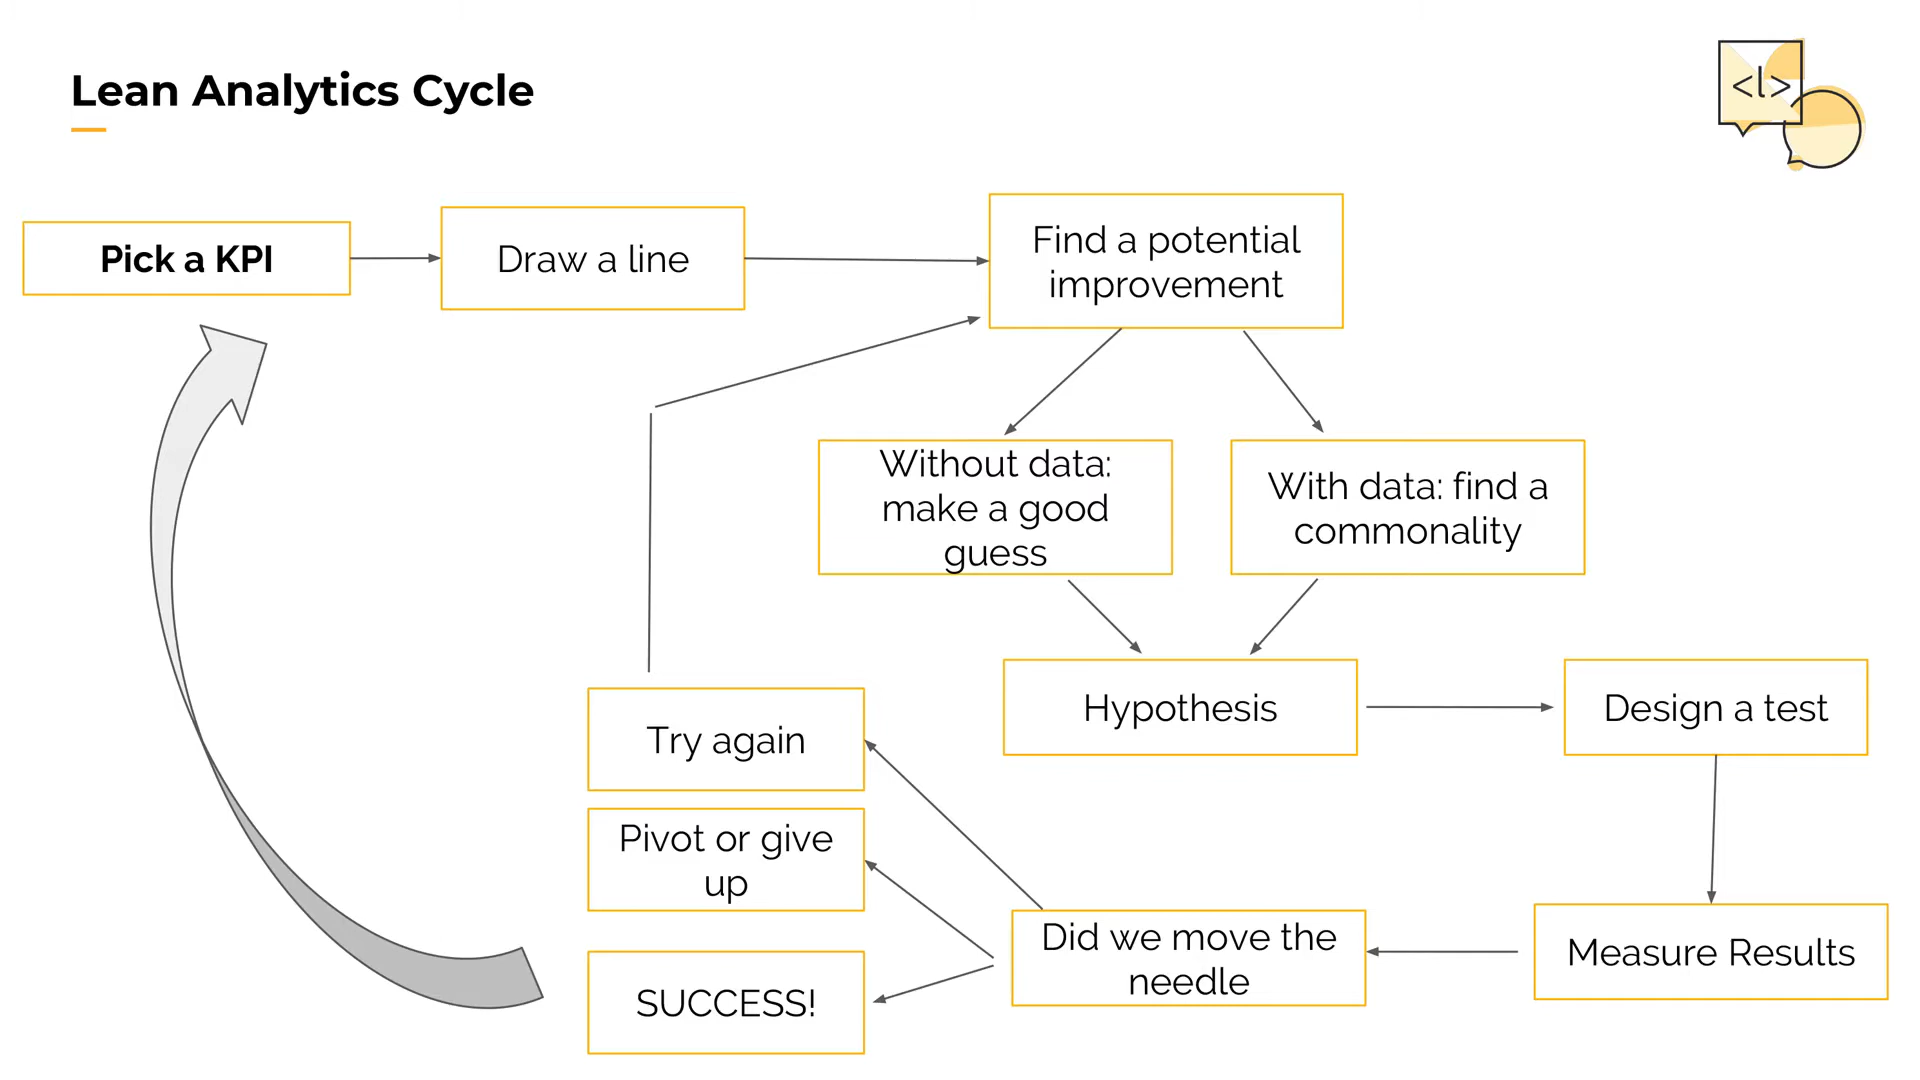 Lean Analytics Cycle
<l>
Pick a KPI
Draw a line
Find a potential
improvement
Without data:
make a good
guess
With data: find a
commonality
Hypothesis
Design a test
Measure Results
Did we move the
needle
Try again
Pivot or give
up
SUCCESS!